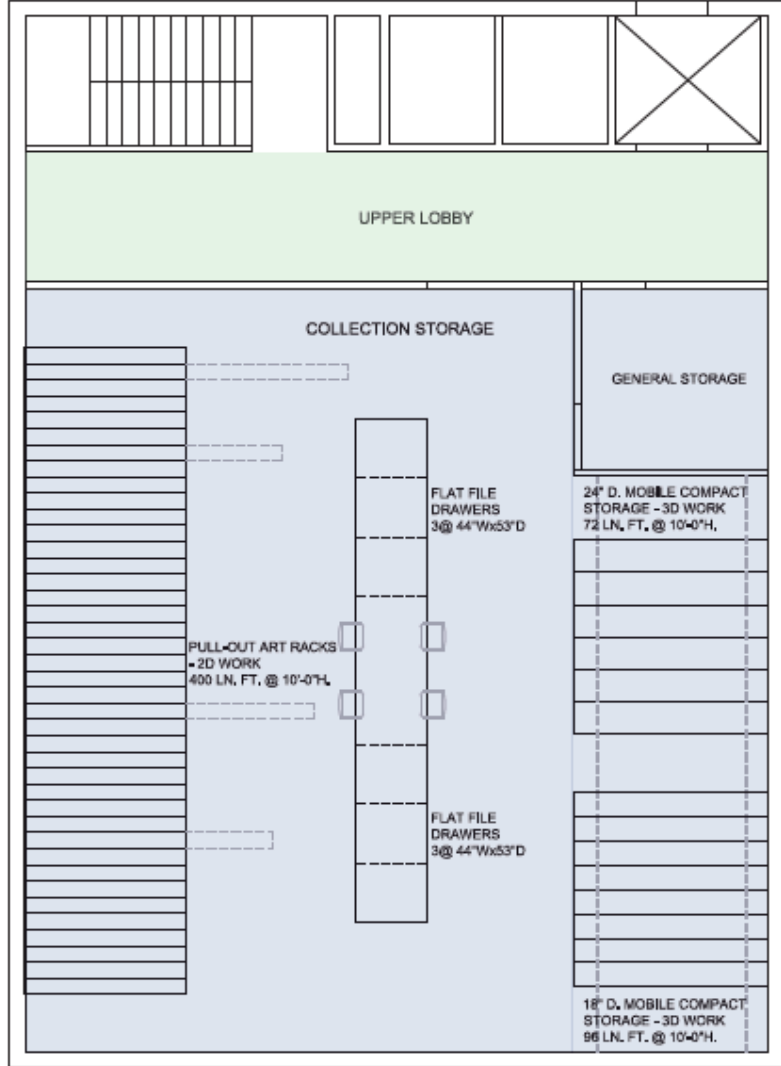 UPPER LOBBY
COLLECTION STORAGE
GENERAL STORAGE
FLAT FILE
DRAWERS
3@ 44"Wx53"D
24" D. MOBILE COMPACT
STORAGE - 3D WORK
72 LN. FT. @ 10'-0"H.
PULL-OUT ART RACKS
- 2D WORK
400 LN. FT. @ 10'-0"H.
FLAT FILE
DRAWERS
3@ 44"Wx53"D
18" D. MOBILE COMPACT
STORAGE - 3D WORK
96 LN. FT. @ 10'-0"H.